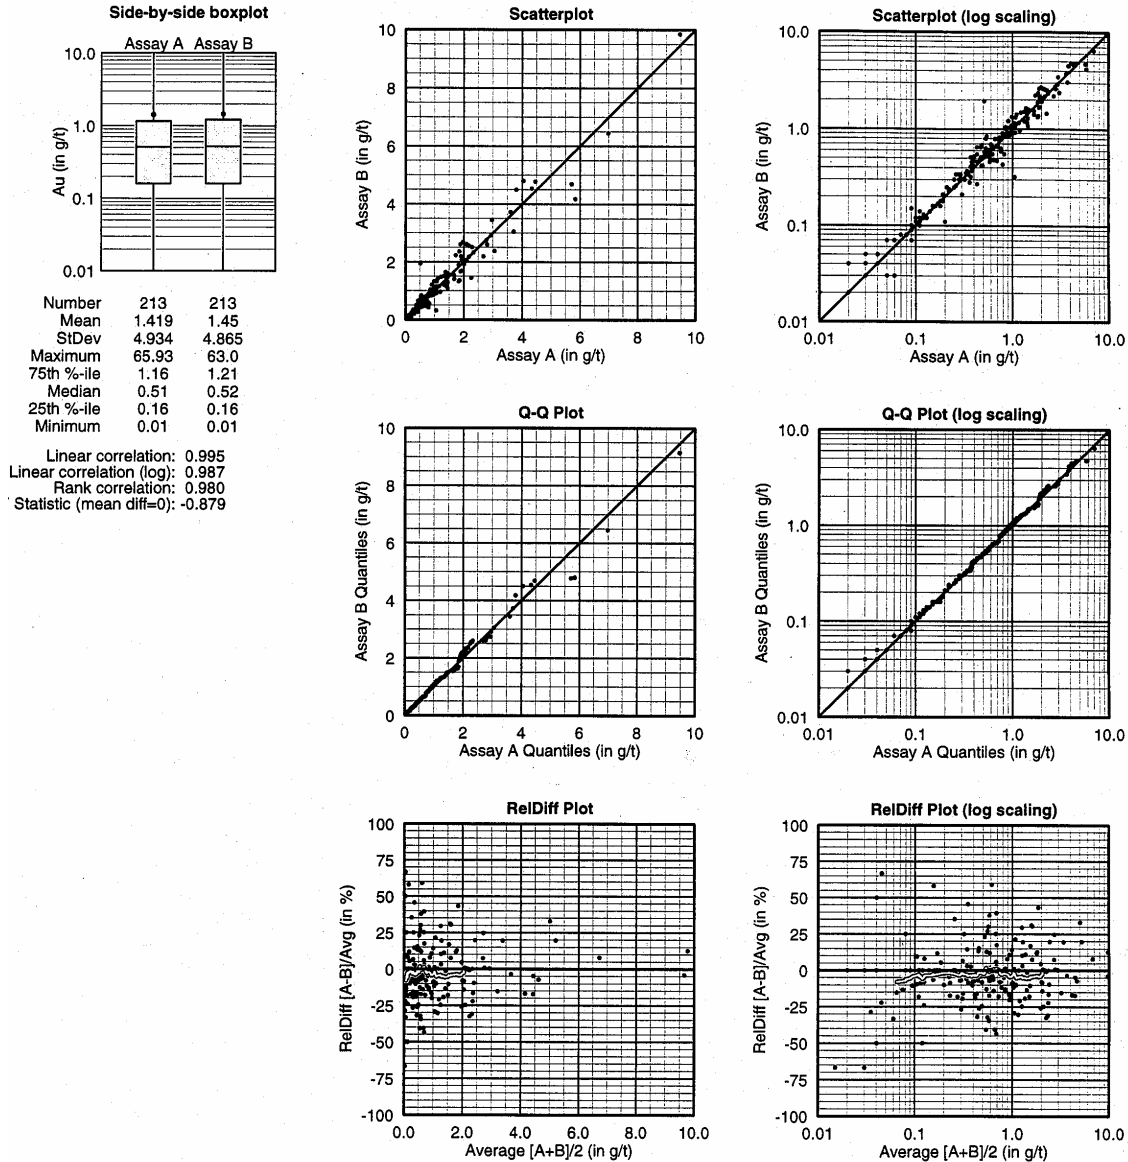 Side-by-side boxplot
Assay A Assay B
Au (in g/t)
10.0
1.0
0.1
0.01
Number 213 213
Mean 1.419 1.45
StDev 4.934 4.865
Maximum 65.93 63.0
75th %-ile 1.16 1.21
Median 0.51 0.52
25th %-ile 0.16 0.16
Minimum 0.01 0.01
Linear correlation: 0.995
Linear correlation (log): 0.987
Rank correlation: 0.980
Statistic (mean diff=0): -0.879
Scatterplot
Assay B (in g/t)
10
8
6
4
2
0
0 2 4 6 8 10
Assay A (in g/t)
Scatterplot (log scaling)
Assay B (in g/t)
10.0
1.0
0.1
0.01
0.01 0.1 1.0 10.0
Assay A (in g/t)
Q-Q Plot
Assay B Quantiles (in g/t)
10
8
6
4
2
0
0 2 4 6 8 10
Assay A Quantiles (in g/t)
Q-Q Plot (log scaling)
Assay B Quantiles (in g/t)
10.0
1.0
0.1
0.01
0.01 0.1 1.0 10.0
Assay A Quantiles (in g/t)
RelDiff Plot
RelDiff [A-B]/Avg (in %)
100
75
50
25
0
-25
-50
-75
-100
0.0 2.0 4.0 6.0 8.0 10.0
Average [A+B]/2 (in g/t)
RelDiff Plot (log scaling)
RelDiff [A-B]/Avg (in %)
100
75
50
25
0
-25
-50
-75
-100
0.01 0.1 1.0 10.0
Average [A+B]/2 (in g/t)